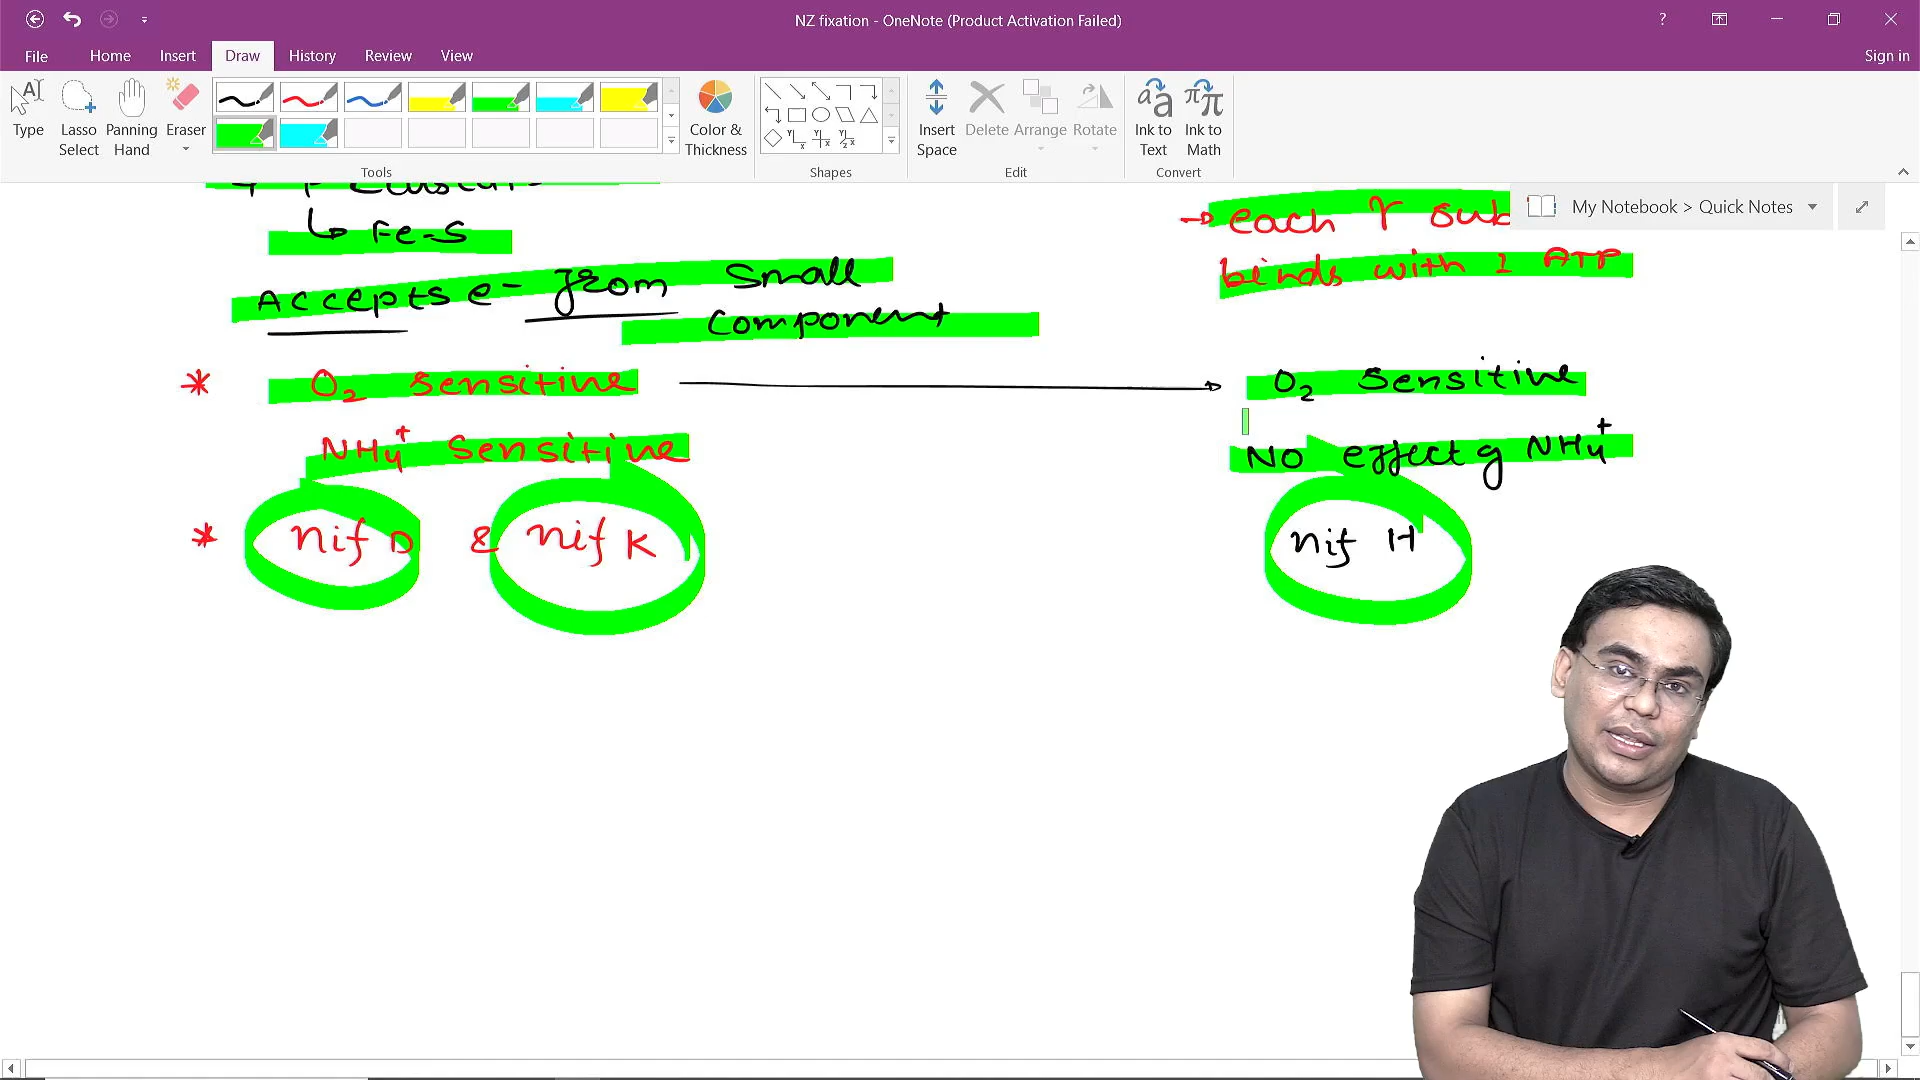 NZ fixation - OneNote (Product Activation Failed)
?
File Home Insert Draw History Review View
Sign in
Type
Lasso Select
Panning Hand
Eraser
Color & Thickness
Insert Space
Delete
Arrange
Rotate
Ink to Text
Ink to Math
Tools
Shapes
Edit
Convert
My Notebook > Quick Notes
Fe-S
→ each γ sub
binds with 1 ATP
Accepts e- from Small
Component
* O2 Sensitive → O2 Sensitive
NH4+ Sensitive
No effect of NH4+
* nif D & nif K
nif H